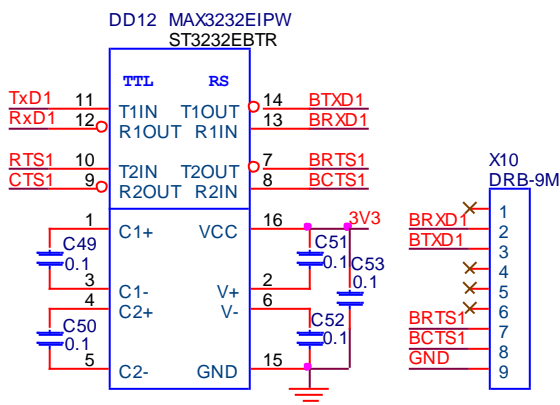 DD12 MAX3232EIPW
ST3232EBTR
TTL RS
TxD1 11 T1IN T1OUT 14 BTXD1
RxD1 12 R1OUT R1IN 13 BRXD1
RTS1 10 T2IN T2OUT 7 BRTS1
CTS1 9 R2OUT R2IN 8 BCTS1
1 C1+ VCC 16 3V3
C49 0.1
C51 0.1
C53 0.1
3 C1- V+ 2
4 C2+ V- 6
C50 0.1
C52 0.1
5 C2- GND 15
X10
DRB-9M
1
BRXD1 2
BTXD1 3
4
5
6
BRTS1 7
BCTS1 8
GND 9